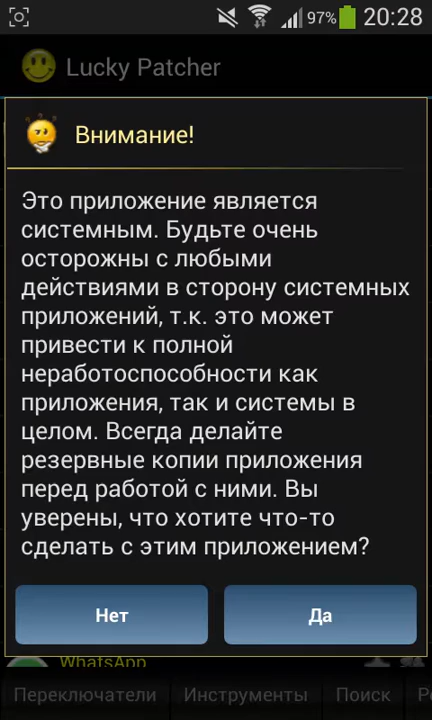 97% 20:28
Lucky Patcher
Внимание!
Это приложение является
системным. Будьте очень
осторожны с любыми
действиями в сторону системных
приложений, т.к. это может
привести к полной
неработоспособности как
приложения, так и системы в
целом. Всегда делайте
резервные копии приложения
перед работой с ними. Вы
уверены, что хотите что-то
сделать с этим приложением?
Нет Да
WhatsApp
Переключатели Инструменты Поиск